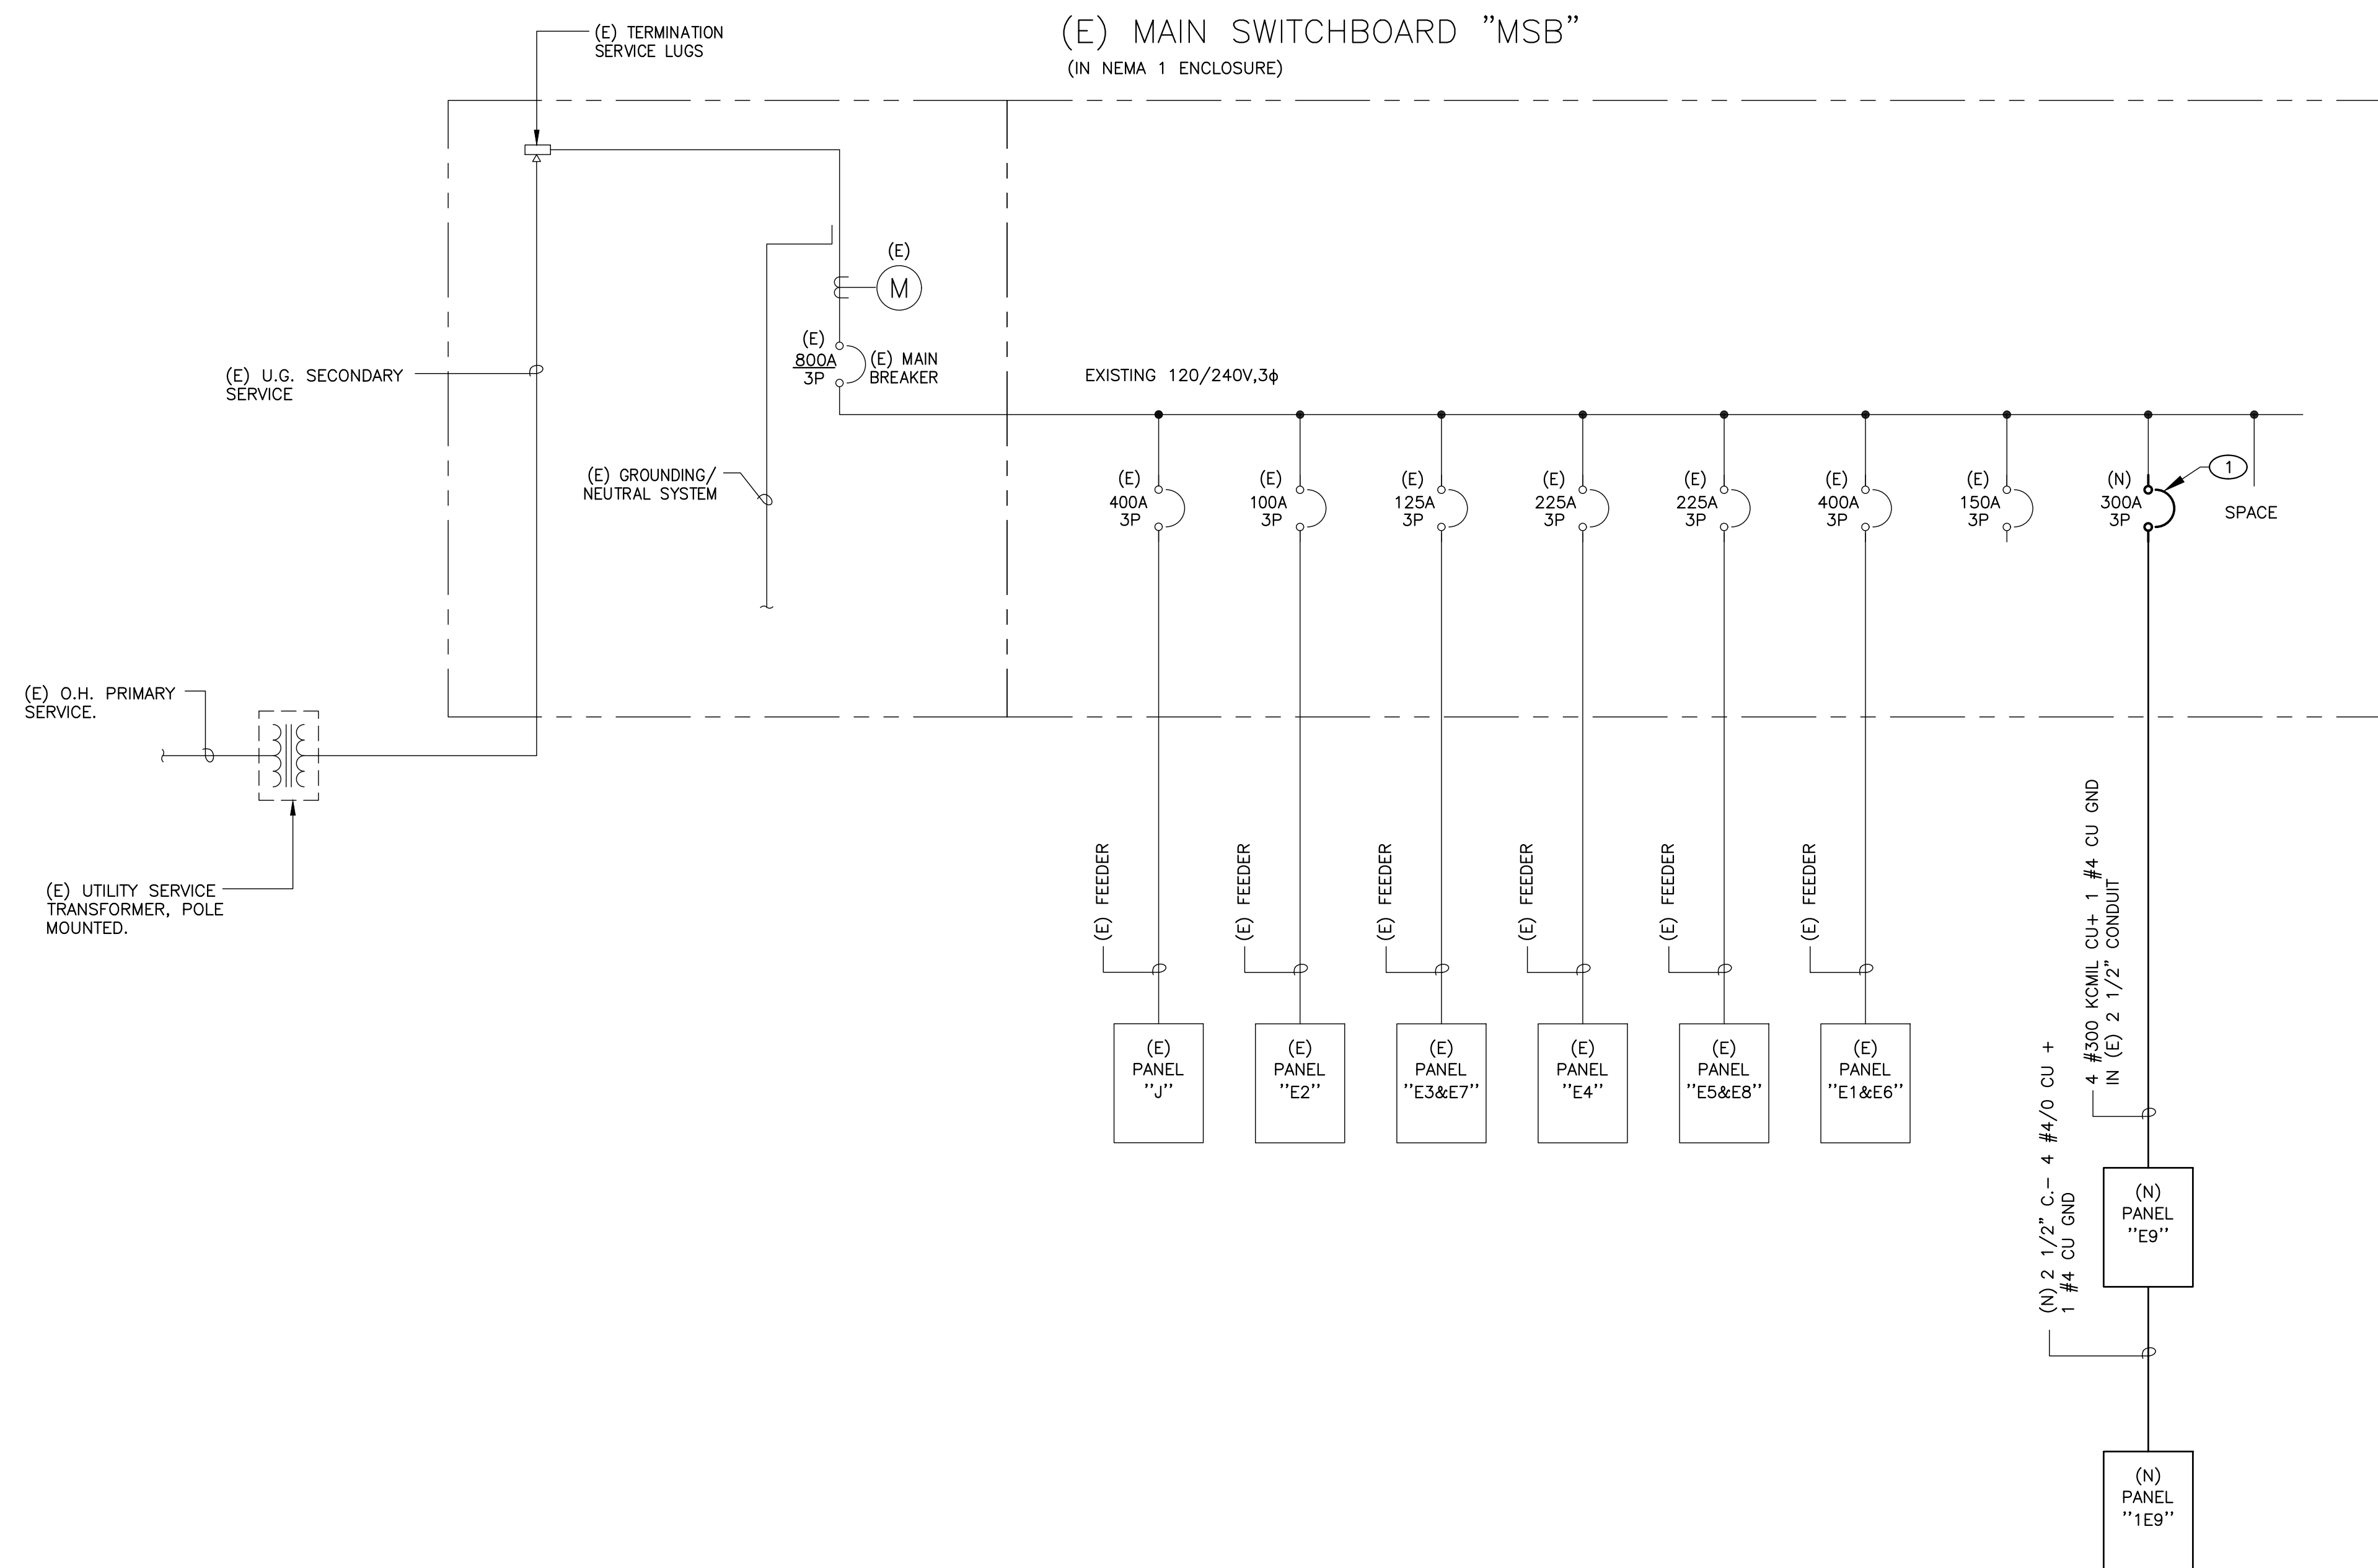 (E) MAIN SWITCHBOARD "MSB"
(IN NEMA 1 ENCLOSURE)
(E) TERMINATION
SERVICE LUGS
(E)
M
(E)
800A
3P
(E) MAIN
BREAKER
(E) U.G. SECONDARY
SERVICE
EXISTING 120/240V,3ϕ
(E) GROUNDING/
NEUTRAL SYSTEM
(E)
400A
3P
(E)
100A
3P
(E)
125A
3P
(E)
225A
3P
(E)
225A
3P
(E)
400A
3P
(E)
150A
3P
(N)
300A
3P
1
SPACE
(E) O.H. PRIMARY
SERVICE.
(E) UTILITY SERVICE
TRANSFORMER, POLE
MOUNTED.
(E) FEEDER
(E) FEEDER
(E) FEEDER
(E) FEEDER
(E) FEEDER
(E) FEEDER
4 #300 KCMIL CU+ 1 #4 CU GND
IN (E) 2 1/2" CONDUIT
(E)
PANEL
''J''
(E)
PANEL
''E2''
(E)
PANEL
''E3&E7''
(E)
PANEL
''E4''
(E)
PANEL
''E5&E8''
(E)
PANEL
''E1&E6''
(N) 2 1/2" C.- 4 #4/0 CU +
1 #4 CU GND
(N)
PANEL
''E9''
(N)
PANEL
''1E9''